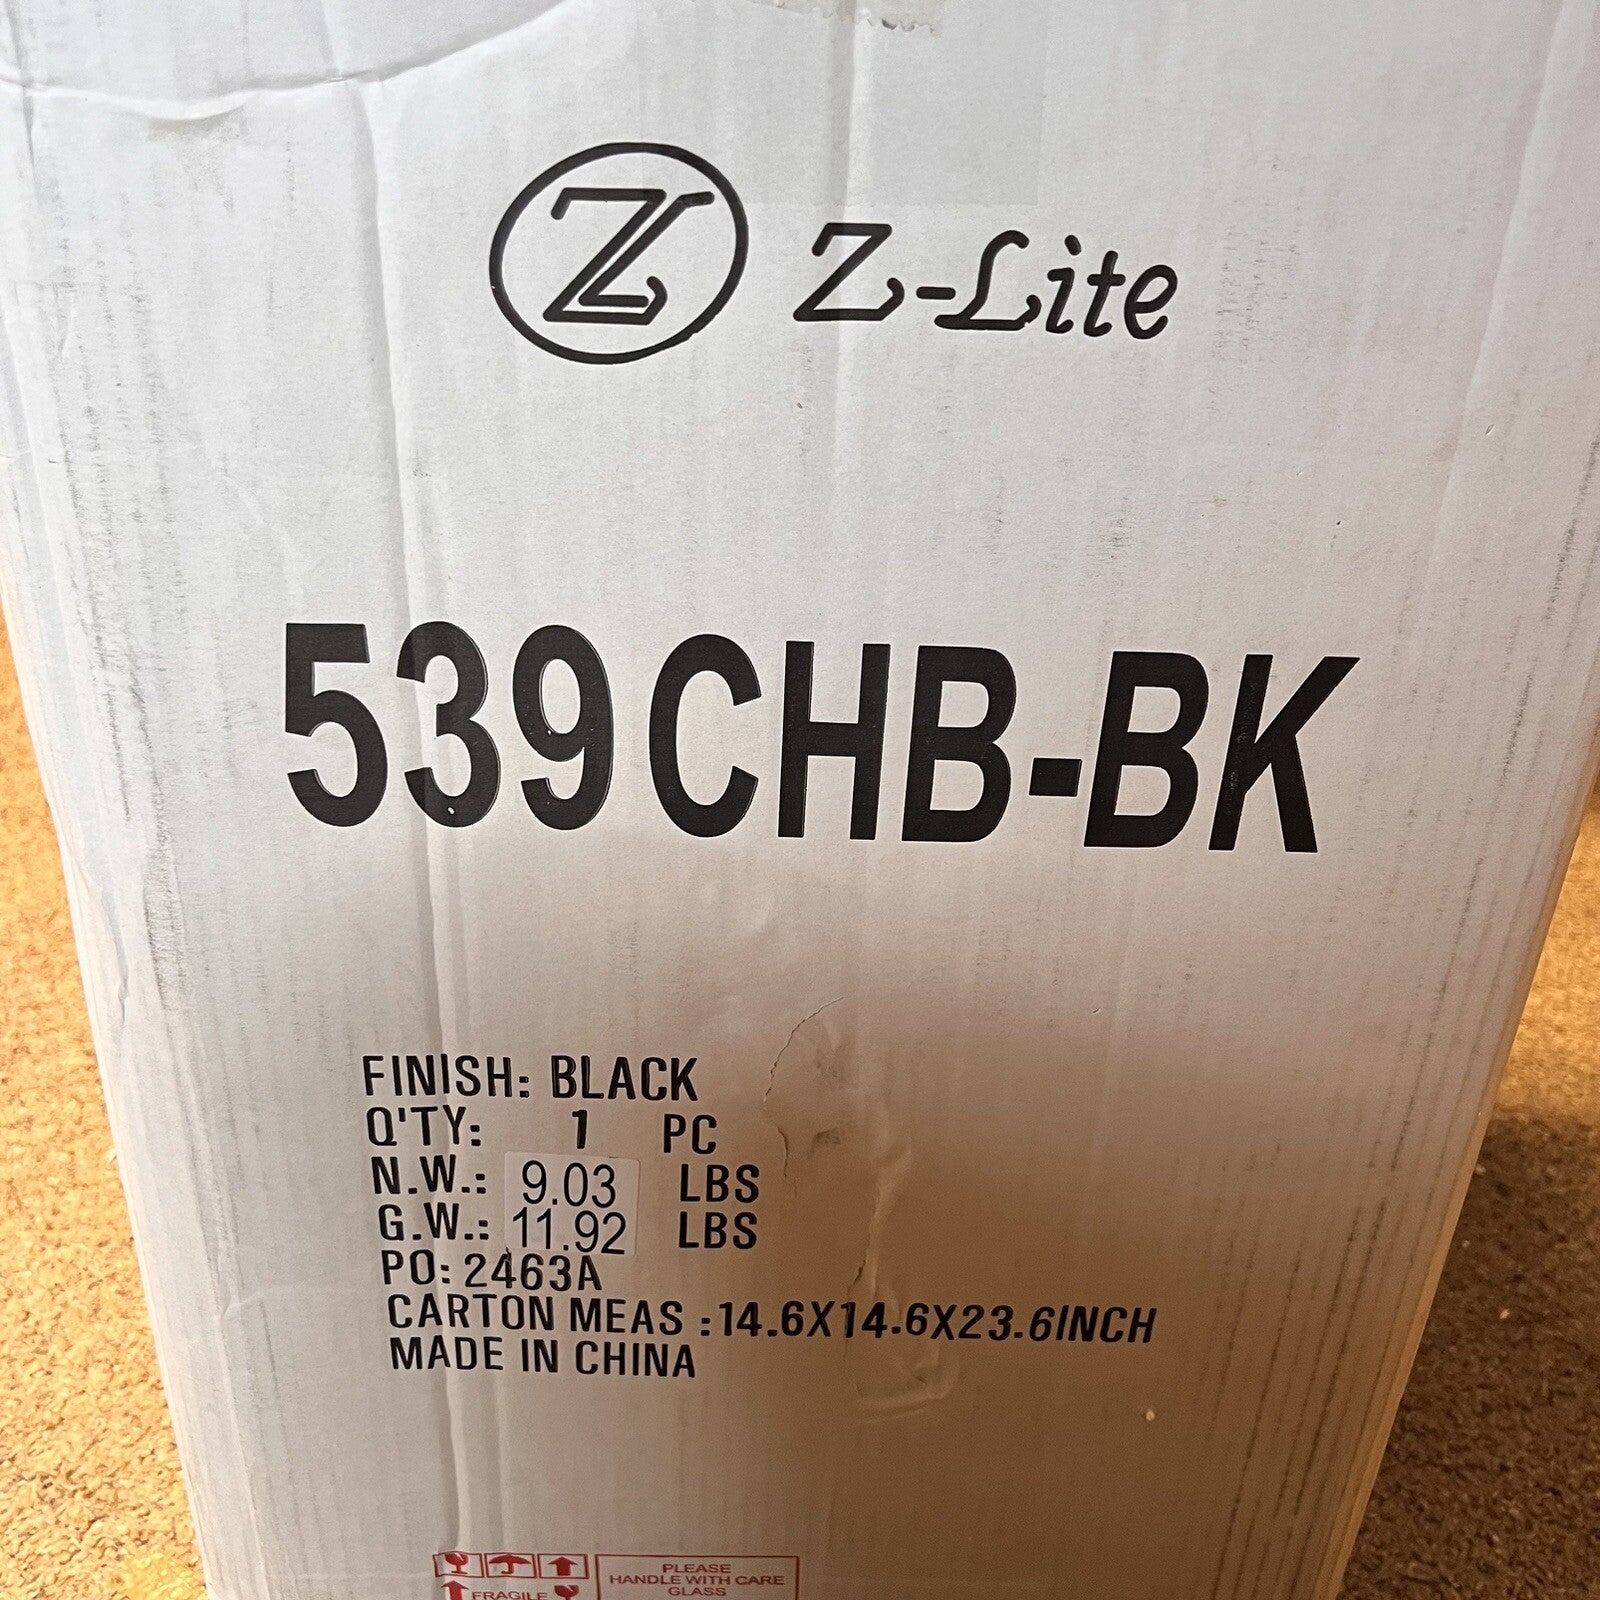 Z Z-Lite
539CHB-BK
FINISH: BLACK
Q'TY: 1 PC
N.W.: 9.03 LBS
G.W.: 11.92 LBS
PO: 2463A
CARTON MEAS :14.6X14.6X23.6INCH
MADE IN CHINA
PLEASE
HANDLE WITH CARE
FRAGILE GLASS